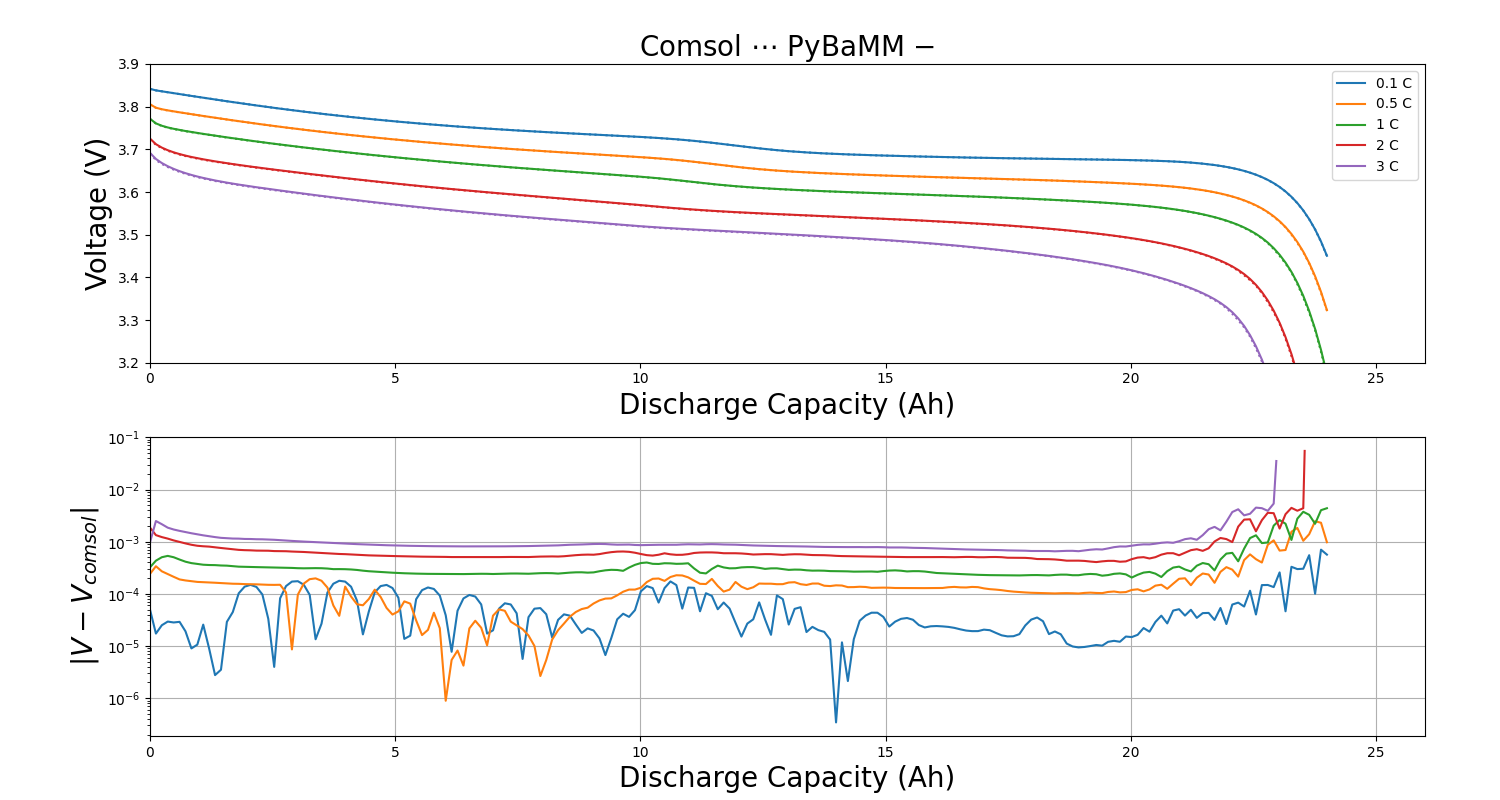 Comsol ⋯ PyBaMM −
3.9
3.8
3.7
3.6
3.5
3.4
3.3
3.2
Voltage (V)
0.1 C
0.5 C
1 C
2 C
3 C
0 5 10 15 20 25
Discharge Capacity (Ah)
10⁻¹
10⁻²
10⁻³
10⁻⁴
10⁻⁵
10⁻⁶
|V − V_comsol|
0 5 10 15 20 25
Discharge Capacity (Ah)